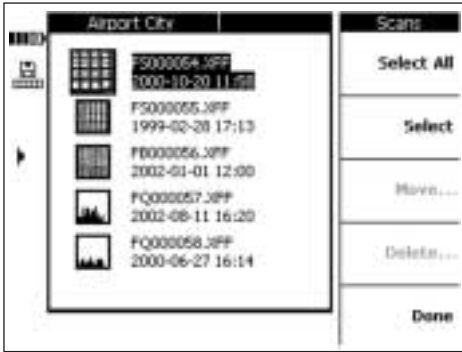 Airport City
Scans
FS000054.XFF
2000-10-20 11:50
FS000055.XFF
1999-02-28 17:13
FB000056.XFF
2002-01-01 12:00
FQ000057.XFF
2002-08-11 16:20
FQ000058.XFF
2000-06-27 16:14
Select All
Select
Move...
Delete...
Done